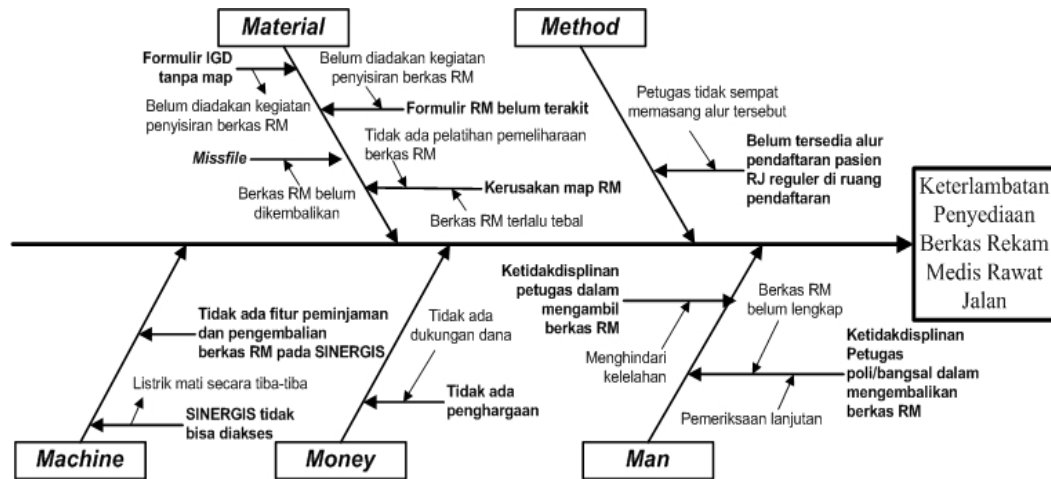 Material
Method
Formulir IGD
tanpa map
Belum diadakan kegiatan
penyisiran berkas RM
Belum diadakan kegiatan
penyisiran berkas RM
Formulir RM belum terakit
Missfile
Berkas RM belum
dikembalikan
Tidak ada pelatihan pemeliharaan
berkas RM
Kerusakan map RM
Berkas RM terlalu tebal
Petugas tidak sempat
memasang alur tersebut
Belum tersedia alur
pendaftaran pasien
RJ reguler di ruang
pendaftaran
Keterlambatan
Penyediaan
Berkas Rekam
Medis Rawat
Jalan
Tidak ada fitur peminjaman
dan pengembalian
berkas RM pada SINERGIS
Listrik mati secara tiba-tiba
SINERGIS tidak
bisa diakses
Tidak ada
dukungan dana
Tidak ada
penghargaan
Ketidakdisplinan
petugas dalam
mengambil
berkas RM
Menghindari
kelelahan
Berkas RM
belum lengkap
Ketidakdisplinan
Petugas
poli/bangsal dalam
mengembalikan
berkas RM
Pemeriksaan lanjutan
Machine
Money
Man